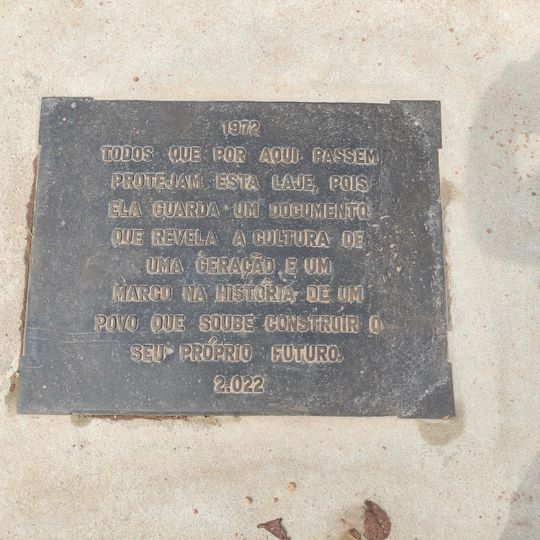 1972
TODOS QUE POR AQUI PASSEM
PROTEJAM ESTA LAJE, POIS
ELA GUARDA UM DOCUMENTO
QUE REVELA A CULTURA DE
UMA GERAÇÃO E UM
MARCO NA HISTÓRIA DE UM
POVO QUE SOUBE CONSTRUIR O
SEU PRÓPRIO FUTURO.
2.022